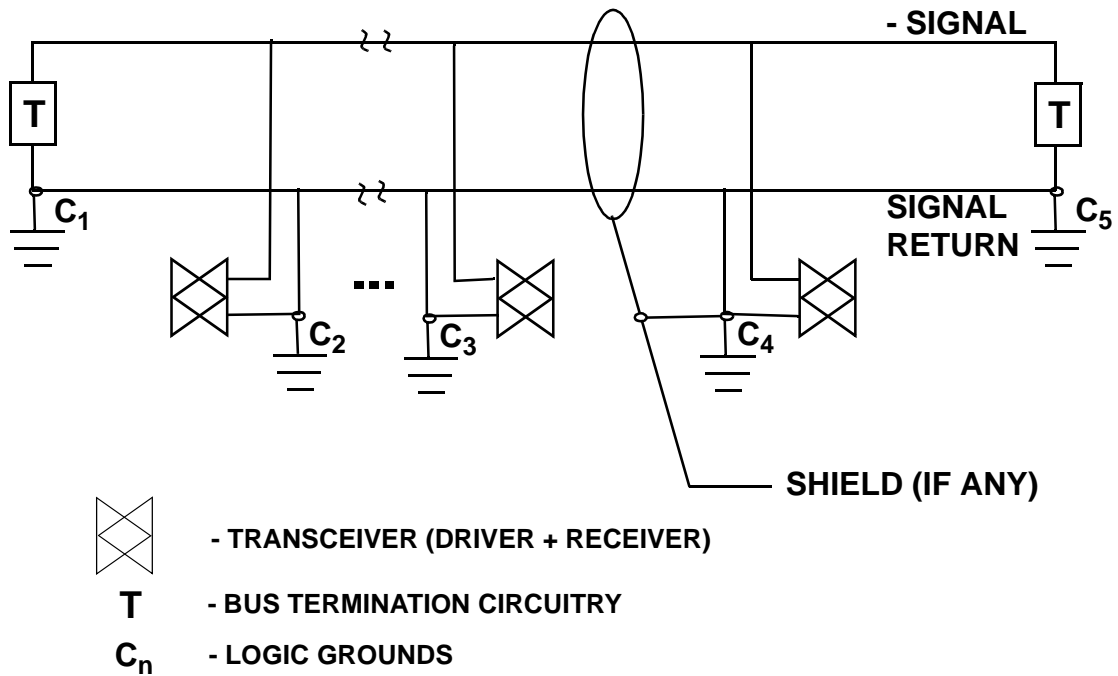 - SIGNAL
T
T
C1
SIGNAL
RETURN
C5
C2
C3
C4
SHIELD (IF ANY)
- TRANSCEIVER (DRIVER + RECEIVER)
T - BUS TERMINATION CIRCUITRY
Cn - LOGIC GROUNDS